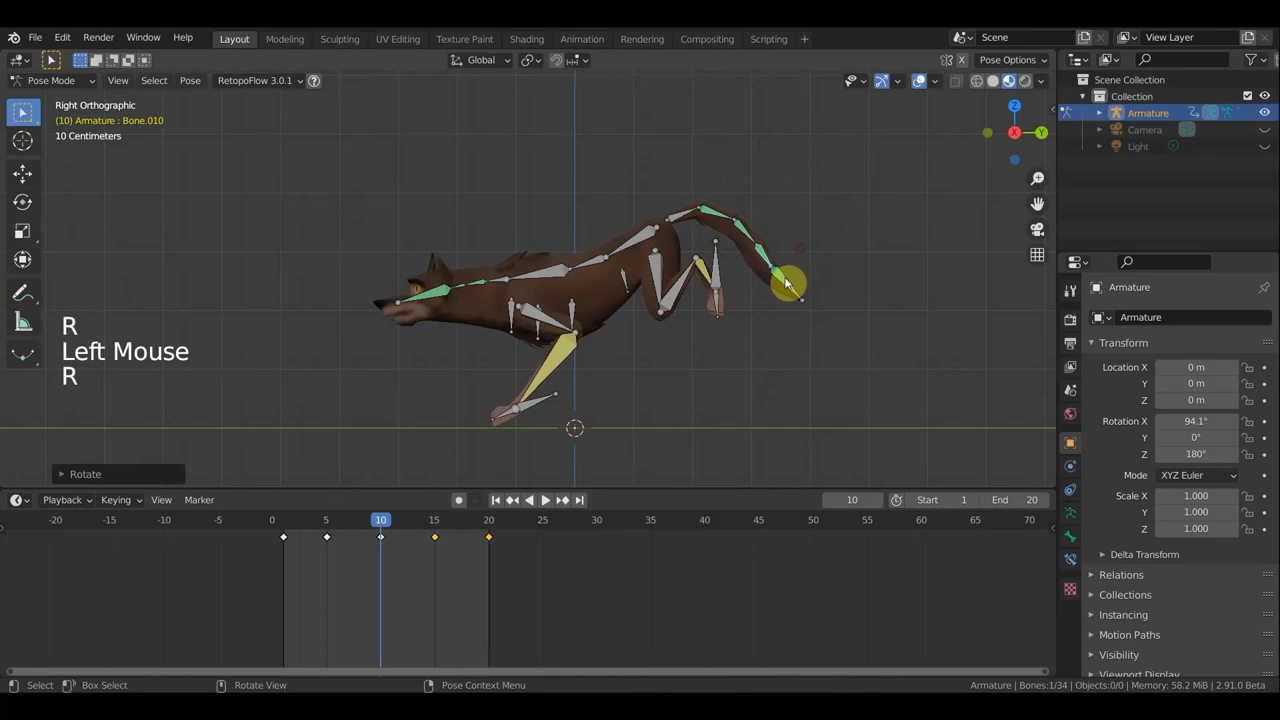 File Edit Render Window Help Layout Modeling Sculpting UV Editing Texture Paint Shading Animation Rendering Compositing Scripting + Scene View Layer
Global Pose Options
Pose Mode View Select Pose RetopoFlow 3.0.1 ?
Right Orthographic
(10) Armature : Bone.010
10 Centimeters
Z
X
Y
R
Left Mouse
R
Rotate
Scene Collection
Collection
Armature
Camera
Light
Armature
Armature
Transform
Location X 0 m
Y 0 m
Z 0 m
Rotation X 94.1°
Y 0°
Z 180°
Mode XYZ Euler
Scale X 1.000
Y 1.000
Z 1.000
Delta Transform
Relations
Collections
Instancing
Motion Paths
Visibility
Viewport Display
Playback Keying View Marker 10 Start 1 End 20
-20 -15 -10 -5 0 5 10 15 20 25 30 35 40 45 50 55 60 65 70
Select Box Select Rotate View Pose Context Menu Armature | Bones:1/34 | Objects:0/0 | Memory: 58.2 MiB | 2.91.0 Beta